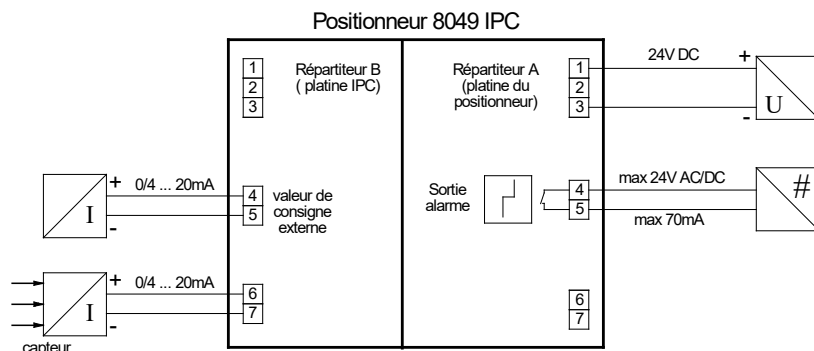 Positionneur 8049 IPC
1
2
3
Répartiteur B
( platine IPC)
Répartiteur A
(platine du
positionneur)
1
2
3
24V DC
+
-
U
I
+
-
0/4 ... 20mA
4
5
valeur de
consigne
externe
Sortie
alarme
4
5
max 24V AC/DC
max 70mA
#
I
+
-
0/4 ... 20mA
6
7
6
7
capteur